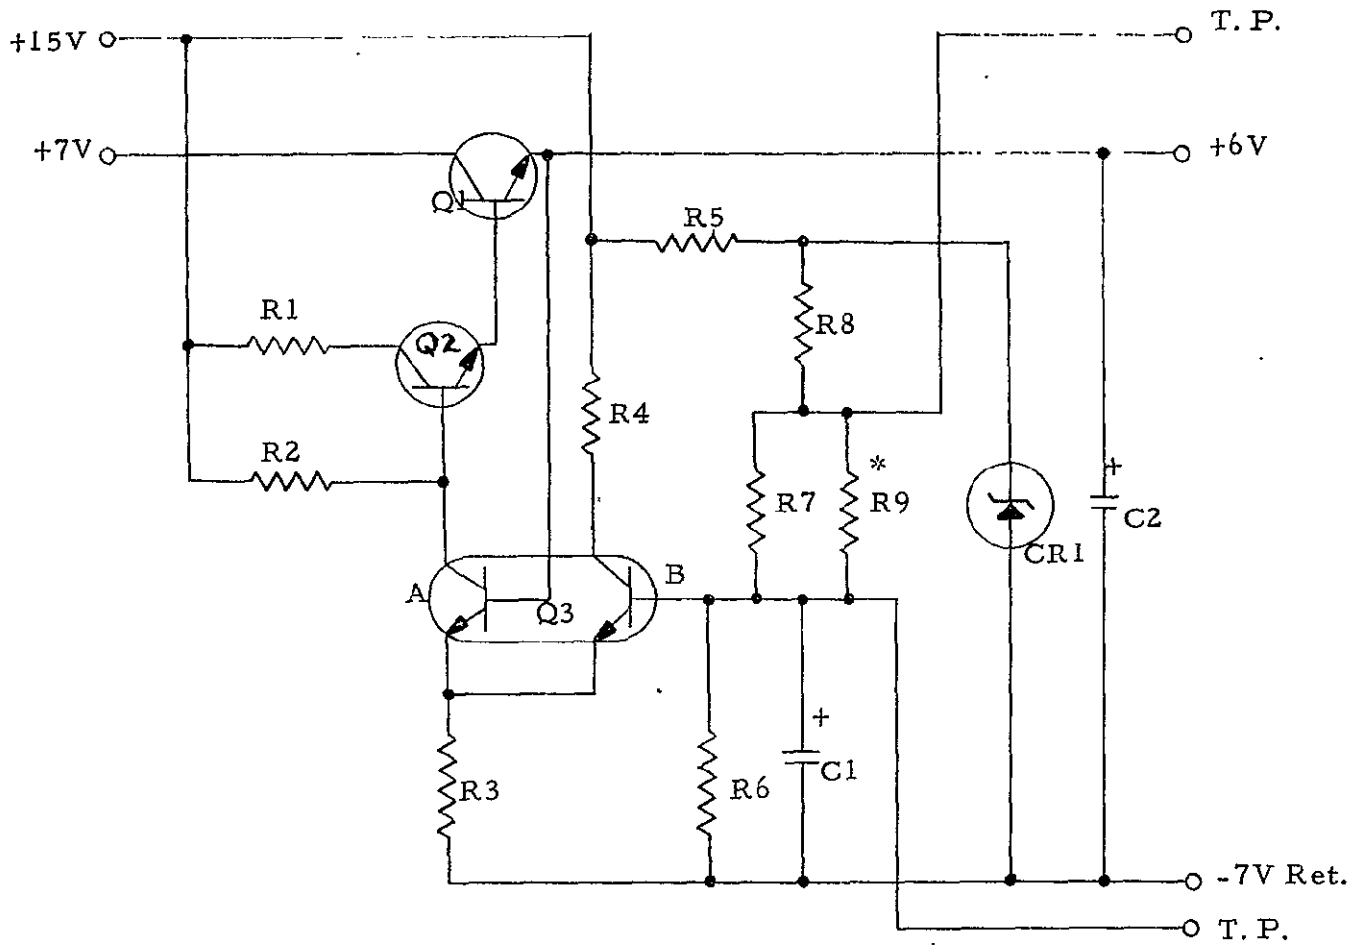 +15V
T. P.
+7V
+6V
Q1
R5
R1
Q2
R8
R4
R2
*
R7
R9
+
C2
CR1
A
B
Q3
+
R3
R6
C1
-7V Ret.
T. P.